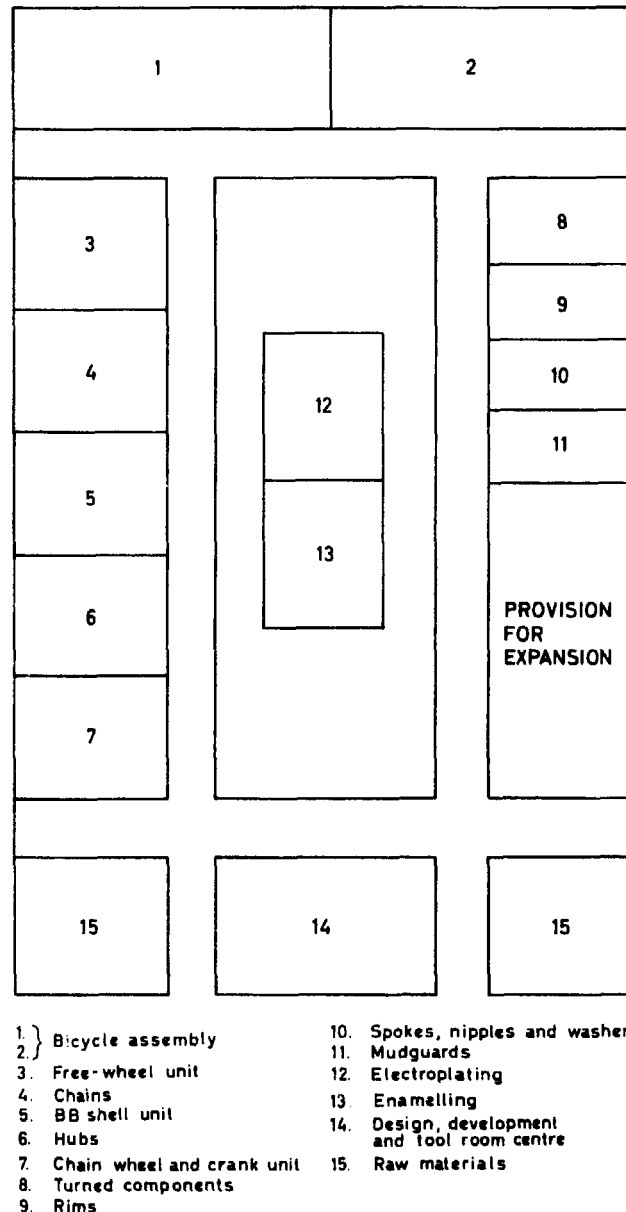 1
2
3
4
5
6
7
8
9
10
11
12
13
PROVISION
FOR
EXPANSION
15
14
15
1. } Bicycle assembly
2.
3. Free-wheel unit
4. Chains
5. BB shell unit
6. Hubs
7. Chain wheel and crank unit
8. Turned components
9. Rims
10. Spokes, nipples and washer
11. Mudguards
12. Electroplating
13 Enamelling
14. Design, development
and tool room centre
15. Raw materials